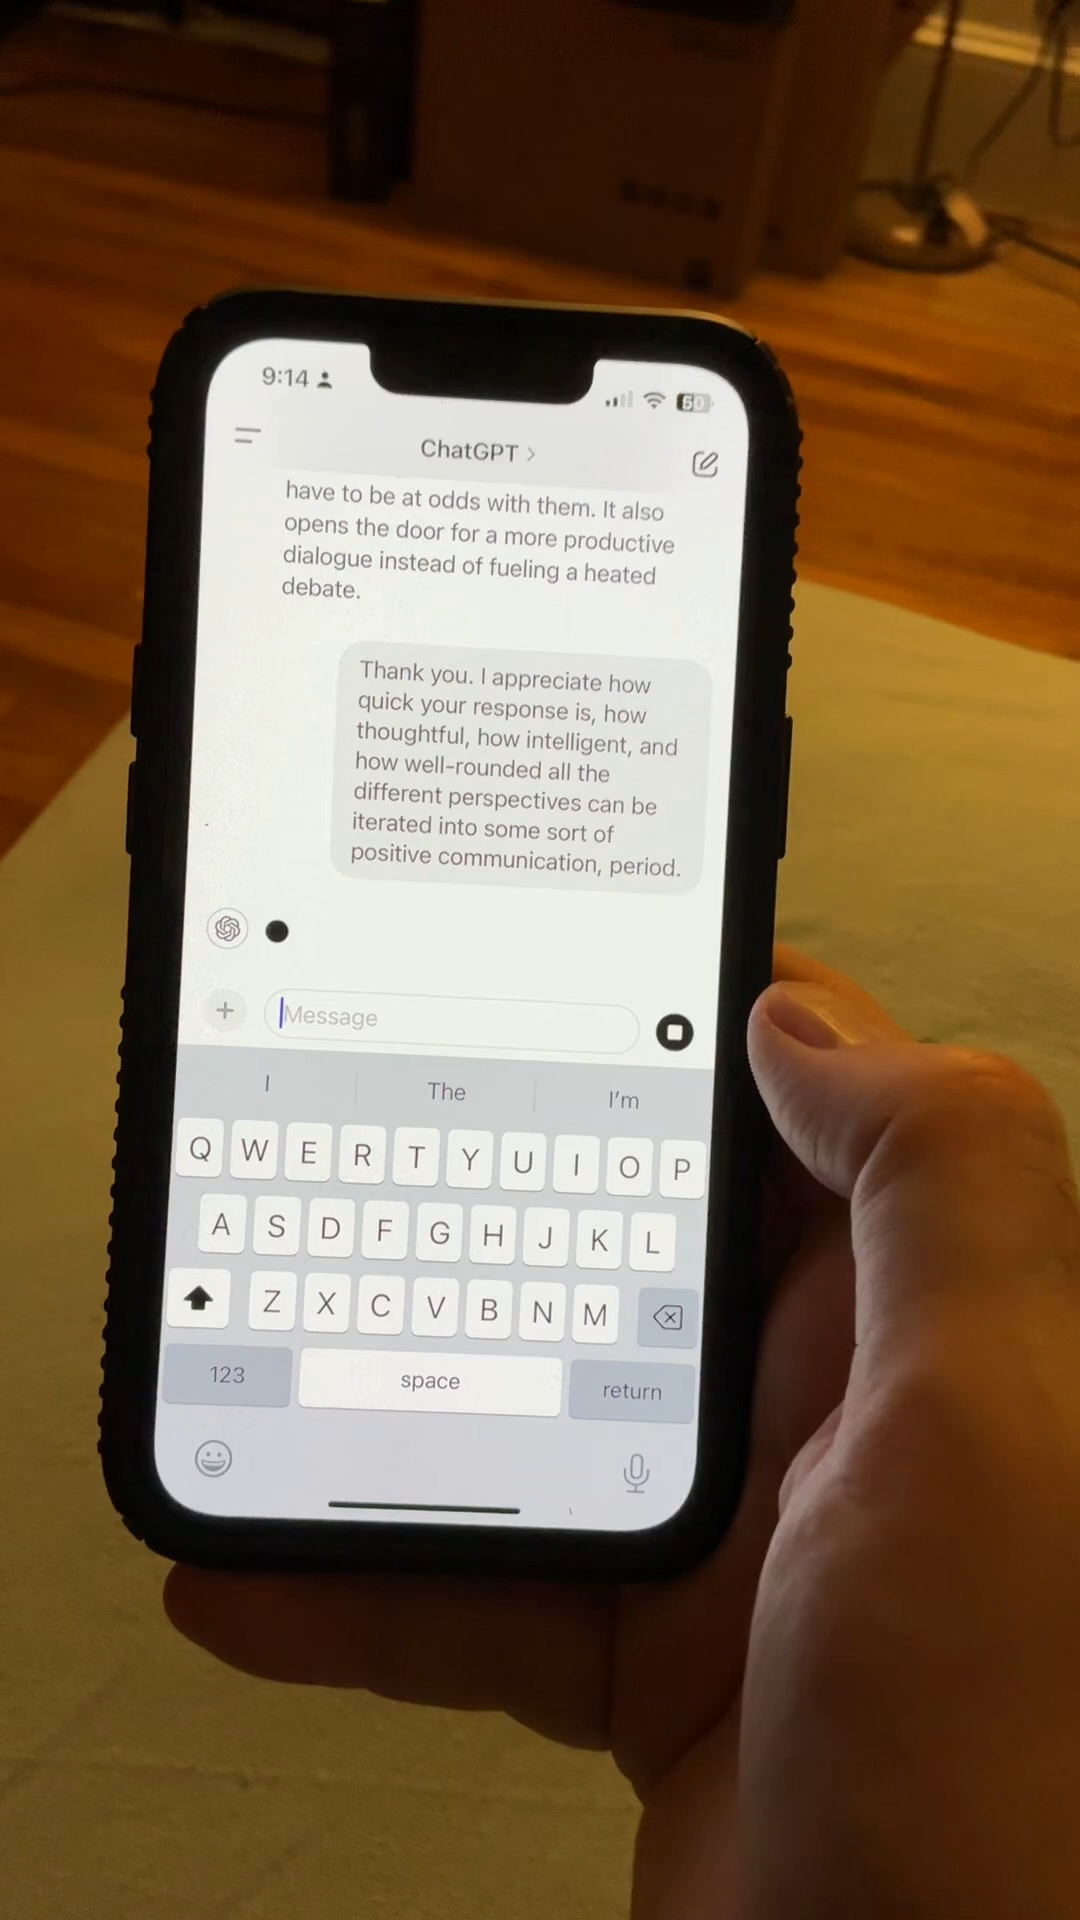 9:14
50
ChatGPT >
have to be at odds with them. It also
opens the door for a more productive
dialogue instead of fueling a heated
debate.
Thank you. I appreciate how
quick your response is, how
thoughtful, how intelligent, and
how well-rounded all the
different perspectives can be
iterated into some sort of
positive communication, period.
Message
I The I'm
Q W E R T Y U I O P
A S D F G H J K L
Z X C V B N M
123 space return